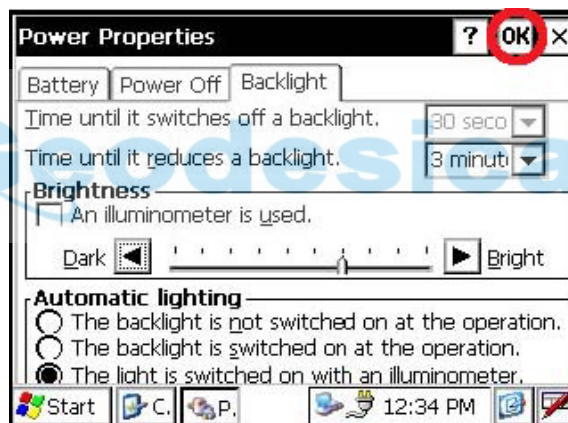 Power Properties ? OK ×
Battery Power Off Backlight
Time until it switches off a backlight. 30 seco
Time until it reduces a backlight. 3 minut
Geodesica
Brightness
An illuminometer is used.
Dark Bright
Automatic lighting
The backlight is not switched on at the operation.
The backlight is switched on at the operation.
The light is switched on with an illuminometer.
Start C. P. 12:34 PM